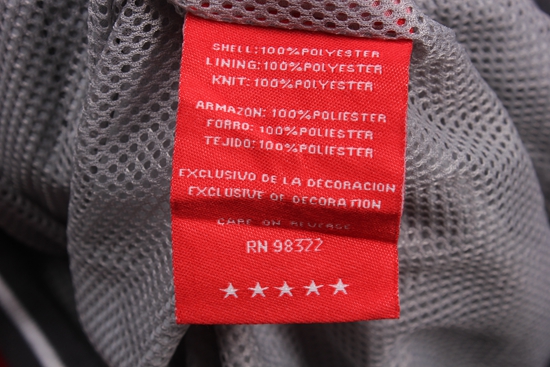 SHELL:100%POLYESTER
LINING:100%POLYESTER
KNIT:100%POLYESTER
ARMAZON:100%POLIESTER
FORRO:100%POLIESTER
TEJIDO:100%POLIESTER
EXCLUSIVO DE LA DECORACION
EXCLUSIVE OF DECORATION
CARE ON REVERSE
RN 98322